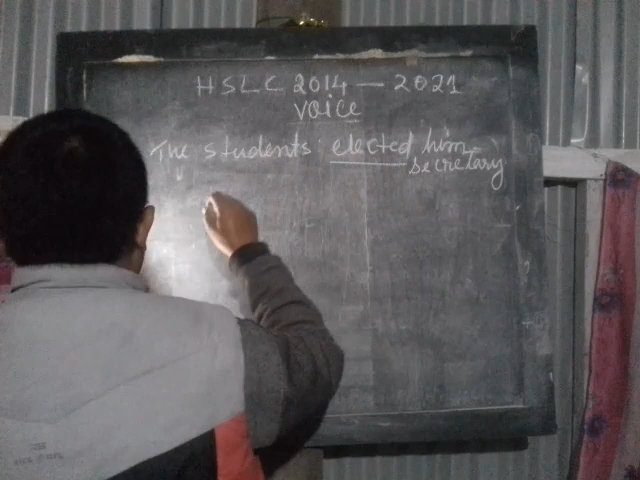 HSLC 2014 — 2021
voice
The students elected him
secretary